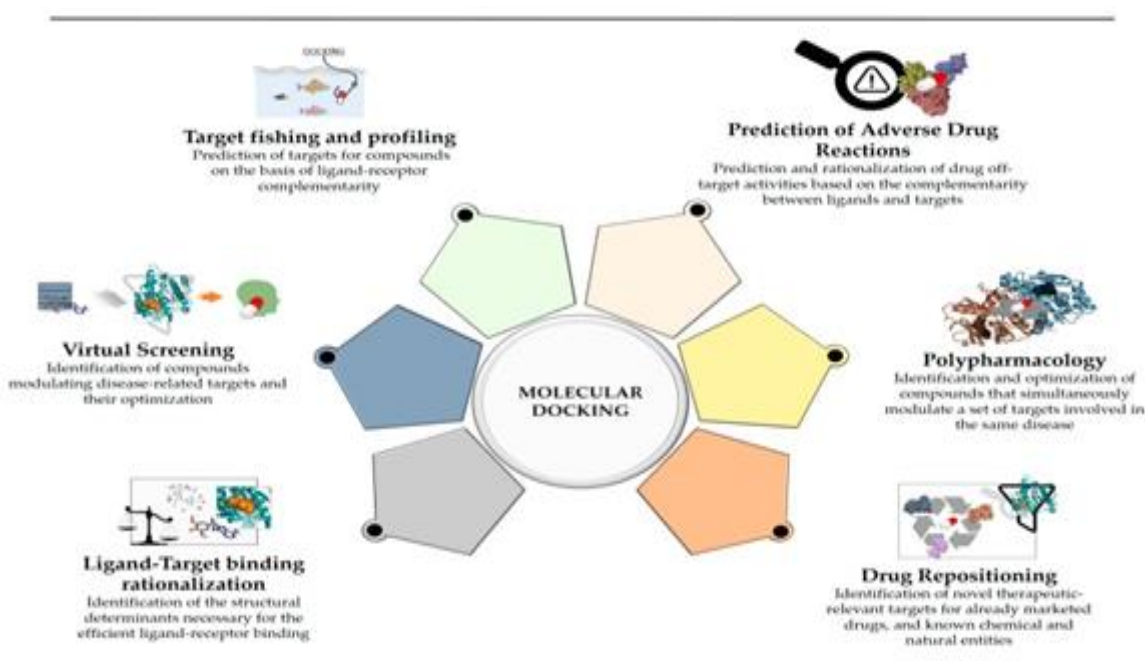 DOCKING
Target fishing and profiling
Prediction of targets for compounds
on the basis of ligand-receptor
complementarity
Prediction of Adverse Drug
Reactions
Prediction and rationalization of drug off-
target activities based on the complementarity
between ligands and targets
Virtual Screening
Identification of compounds
modulating disease-related targets and
their optimization
MOLECULAR
DOCKING
Polypharmacology
Identification and optimization of
compounds that simultaneously
modulate a set of targets involved in
the same disease
Ligand-Target binding
rationalization
Identification of the structural
determinants necessary for the
efficient ligand-receptor binding
Drug Repositioning
Identification of novel therapeutic-
relevant targets for already marketed
drugs, and known chemical and
natural entities